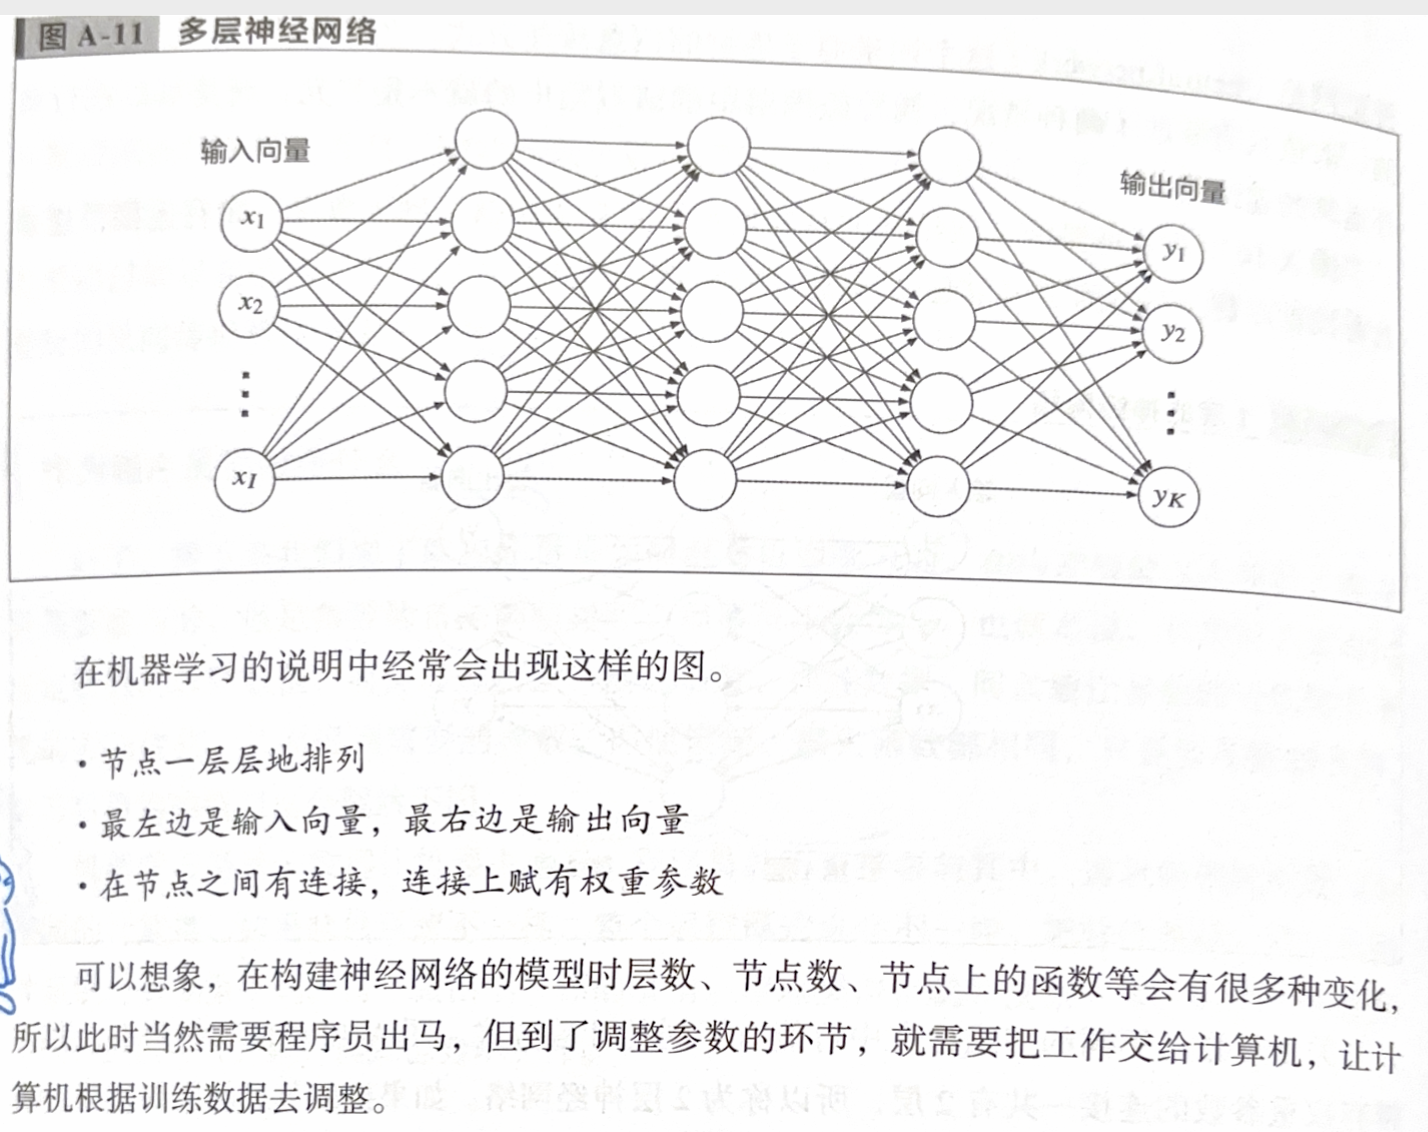 图 A-11 多层神经网络
输入向量
输出向量
x1
x2
xI
y1
y2
yK
在机器学习的说明中经常会出现这样的图。
·节点一层层地排列
·最左边是输入向量，最右边是输出向量
·在节点之间有连接，连接上赋有权重参数
可以想象，在构建神经网络的模型时层数、节点数、节点上的函数等会有很多种变化，
所以此时当然需要程序员出马，但到了调整参数的环节，就需要把工作交给计算机，让计
算机根据训练数据去调整。